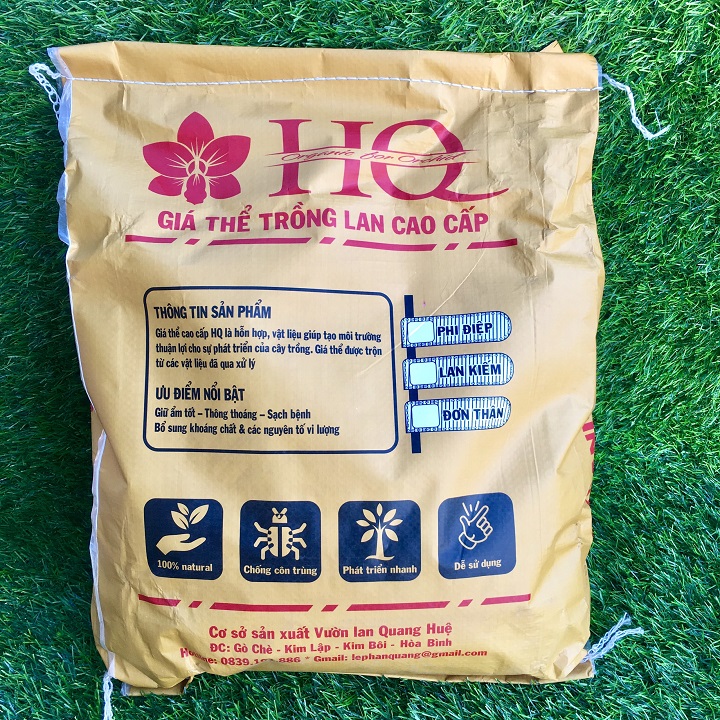 HQ
Organic For Orchid
GIÁ THỂ TRỒNG LAN CAO CẤP
THÔNG TIN SẢN PHẨM
Giá thể cao cấp HQ là hỗn hợp, vật liệu giúp tạo môi trường
thuận lợi cho sự phát triển của cây trồng. Giá thể được trộn
từ các vật liệu đã qua xử lý
ƯU ĐIỂM NỔI BẬT
Giữ ẩm tốt - Thông thoáng - Sạch bệnh
Bổ sung khoáng chất & các nguyên tố vi lượng
PHI ĐIỆP
LAN KIẾM
ĐƠN THÂN
100% natural
Chống côn trùng
Phát triển nhanh
Dễ sử dụng
Cơ sở sản xuất Vườn lan Quang Huệ
ĐC: Gò Chè - Kim Lập - Kim Bôi - Hòa Bình
0839. 886 * Gmail: lephanquang@gmail.com